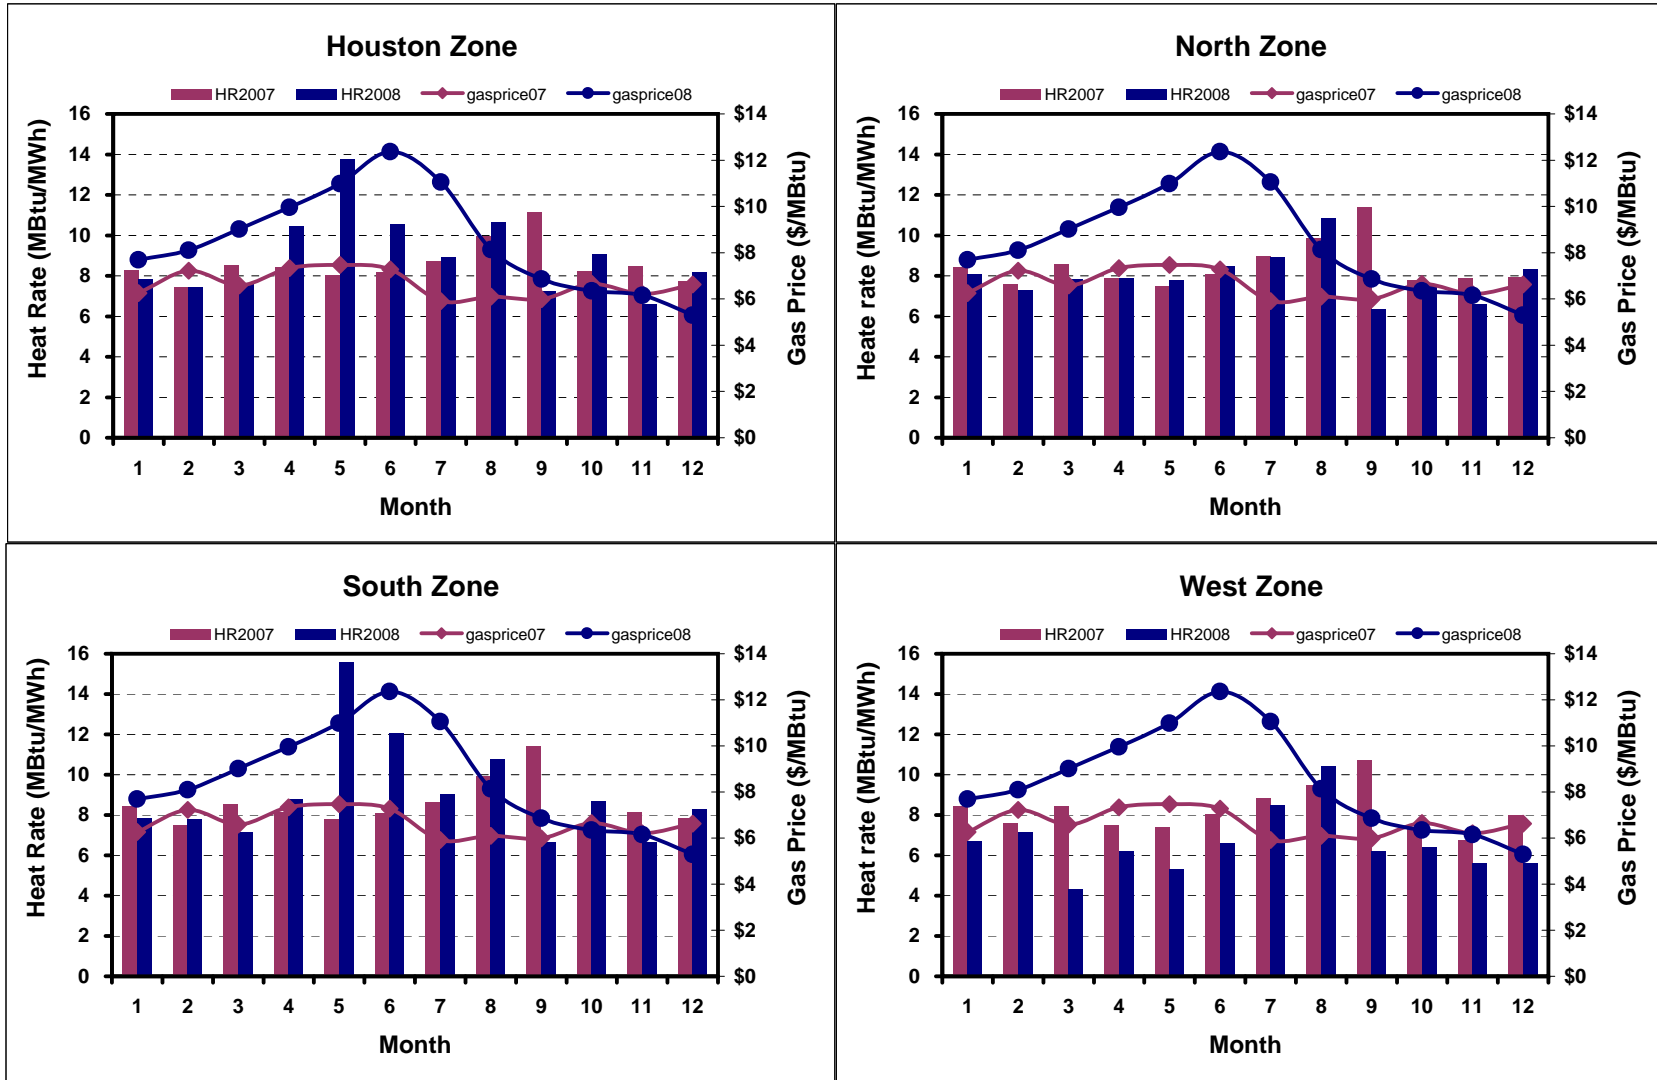 Houston Zone
HR2007 HR2008 gasprice07 gasprice08
Heat Rate (MBtu/MWh)
16
14
12
10
8
6
4
2
0
$14
$12
$10
$8
$6
$4
$2
$0
Gas Price ($/MBtu)
1 2 3 4 5 6 7 8 9 10 11 12
Month
North Zone
HR2007 HR2008 gasprice07 gasprice08
Heate rate (MBtu/MWh)
16
14
12
10
8
6
4
2
0
$14
$12
$10
$8
$6
$4
$2
$0
Gas Price ($/MBtu)
1 2 3 4 5 6 7 8 9 10 11 12
Month
South Zone
HR2007 HR2008 gasprice07 gasprice08
Heat Rate (MBtu/MWh)
16
14
12
10
8
6
4
2
0
$14
$12
$10
$8
$6
$4
$2
$0
Gas Price ($/MBtu)
1 2 3 4 5 6 7 8 9 10 11 12
Month
West Zone
HR2007 HR2008 gasprice07 gasprice08
Heat rate (MBtu/MWh)
16
14
12
10
8
6
4
2
0
$14
$12
$10
$8
$6
$4
$2
$0
Gas Price ($/MBtu)
1 2 3 4 5 6 7 8 9 10 11 12
Month